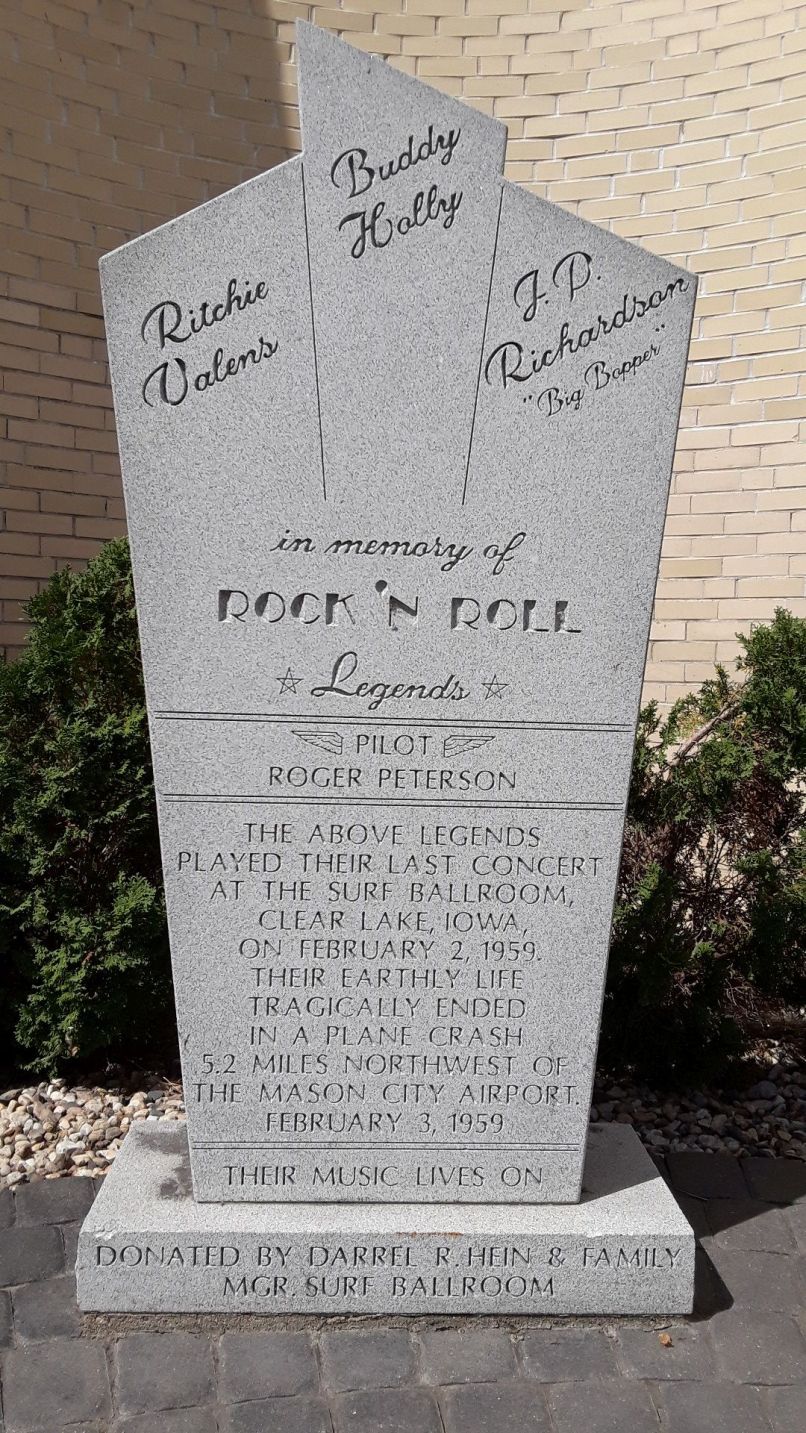 Buddy
Holly
Ritchie
Valens
J. P.
Richardson
"Big Bopper"
in memory of
ROCK 'N ROLL
Legends
PILOT
ROGER PETERSON
THE ABOVE LEGENDS
PLAYED THEIR LAST CONCERT
AT THE SURF BALLROOM,
CLEAR LAKE, IOWA,
ON FEBRUARY 2, 1959.
THEIR EARTHLY LIFE
TRAGICALLY ENDED
IN A PLANE CRASH
5.2 MILES NORTHWEST OF
THE MASON CITY AIRPORT.
FEBRUARY 3, 1959
THEIR MUSIC LIVES ON
DONATED BY DARREL R. HEIN & FAMILY
MGR. SURF BALLROOM